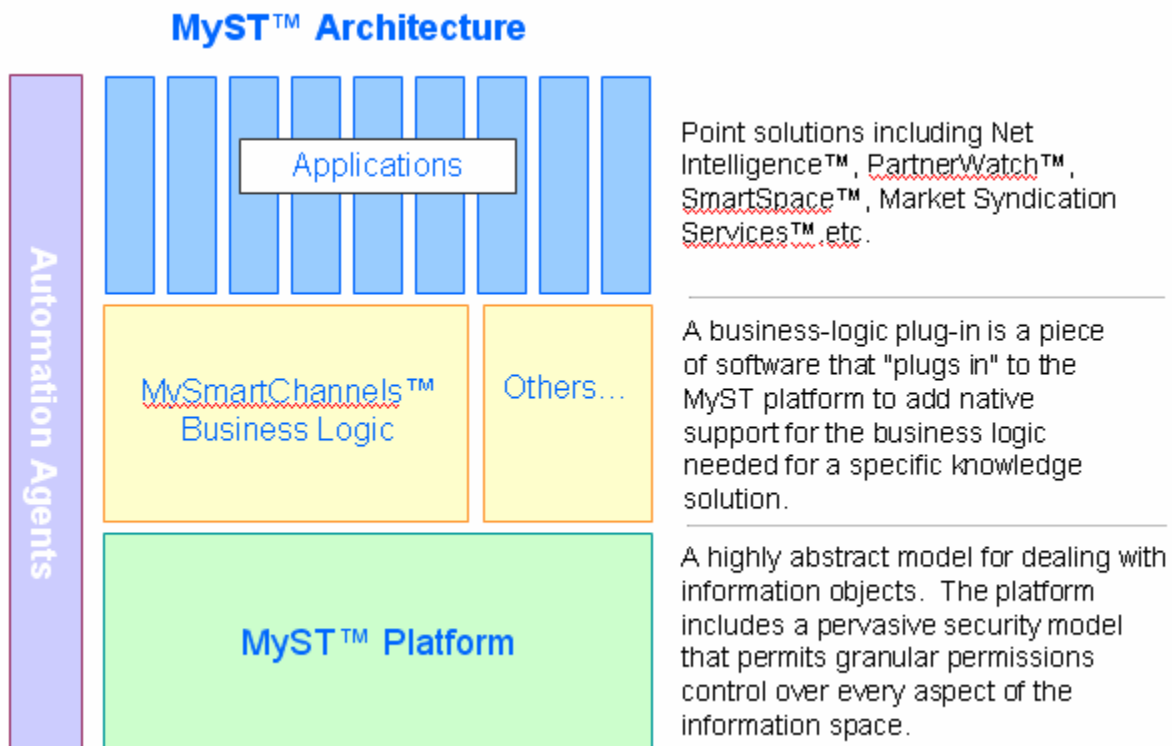 MyST™ Architecture
Automation Agents
Applications
Point solutions including Net
Intelligence™, PartnerWatch™,
SmartSpace™, Market Syndication
Services™,etc.
MySmartChannels™
Business Logic
Others...
A business-logic plug-in is a piece
of software that "plugs in" to the
MyST platform to add native
support for the business logic
needed for a specific knowledge
solution.
MyST™ Platform
A highly abstract model for dealing with
information objects. The platform
includes a pervasive security model
that permits granular permissions
control over every aspect of the
information space.